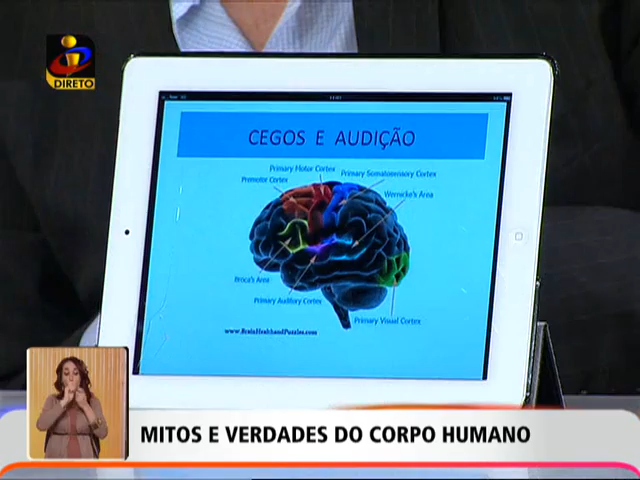 DIRETO
CEGOS E AUDIÇÃO
Primary Motor Cortex
Primary Somatosensory Cortex
Premotor Cortex
Wernicke's Area
Broca's Area
Primary Auditory Cortex
Primary Visual Cortex
www.BrainHealthandPuzzles.com
MITOS E VERDADES DO CORPO HUMANO